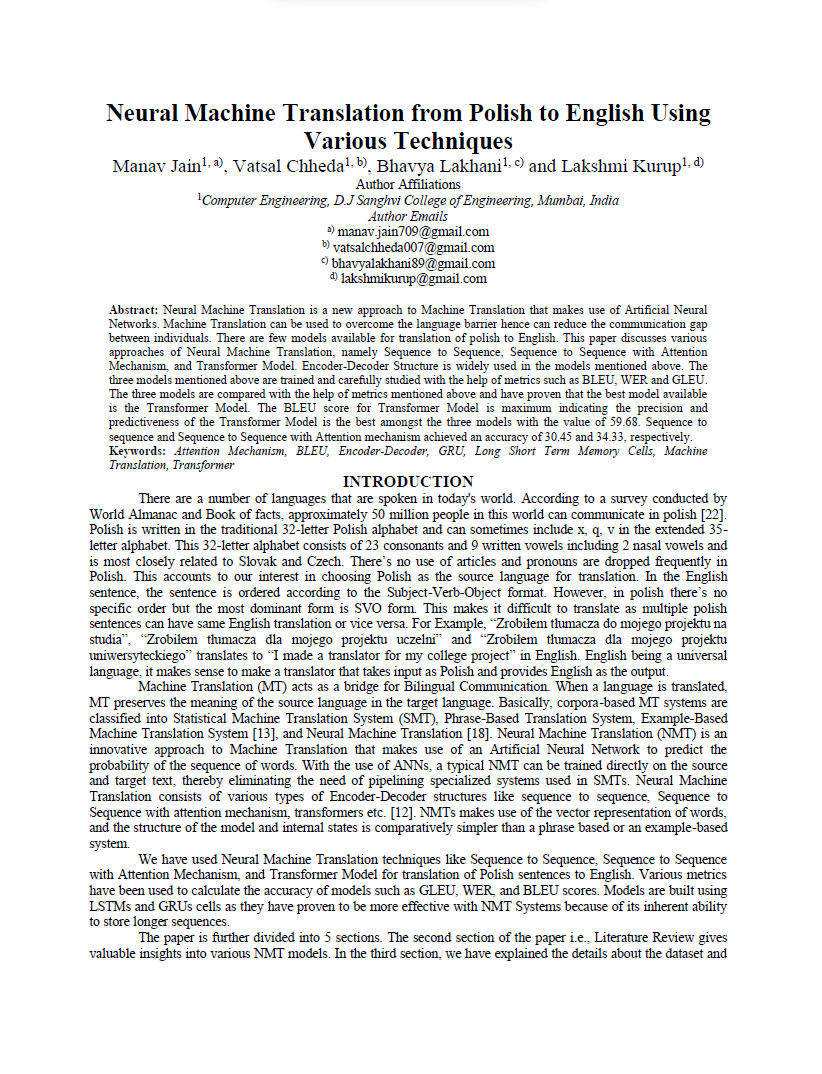 Neural Machine Translation from Polish to English Using
Various Techniques
Manav Jain1, a), Vatsal Chheda1, b), Bhavya Lakhani1, c) and Lakshmi Kurup1, d)
Author Affiliations
1Computer Engineering, D.J Sanghvi College of Engineering, Mumbai, India
Author Emails
a) manav.jain709@gmail.com
b) vatsalchheda007@gmail.com
c) bhavyalakhani89@gmail.com
d) lakshmikurup@gmail.com
Abstract: Neural Machine Translation is a new approach to Machine Translation that makes use of Artificial Neural
Networks. Machine Translation can be used to overcome the language barrier hence can reduce the communication gap
between individuals. There are few models available for translation of polish to English. This paper discusses various
approaches of Neural Machine Translation, namely Sequence to Sequence, Sequence to Sequence with Attention
Mechanism, and Transformer Model. Encoder-Decoder Structure is widely used in the models mentioned above. The
three models mentioned above are trained and carefully studied with the help of metrics such as BLEU, WER and GLEU.
The three models are compared with the help of metrics mentioned above and have proven that the best model available
is the Transformer Model. The BLEU score for Transformer Model is maximum indicating the precision and
predictiveness of the Transformer Model is the best amongst the three models with the value of 59.68. Sequence to
sequence and Sequence to Sequence with Attention mechanism achieved an accuracy of 30.45 and 34.33, respectively.
Keywords: Attention Mechanism, BLEU, Encoder-Decoder, GRU, Long Short Term Memory Cells, Machine
Translation, Transformer
INTRODUCTION
There are a number of languages that are spoken in today's world. According to a survey conducted by
World Almanac and Book of facts, approximately 50 million people in this world can communicate in polish [22].
Polish is written in the traditional 32-letter Polish alphabet and can sometimes include x, q, v in the extended 35-
letter alphabet. This 32-letter alphabet consists of 23 consonants and 9 written vowels including 2 nasal vowels and
is most closely related to Slovak and Czech. There’s no use of articles and pronouns are dropped frequently in
Polish. This accounts to our interest in choosing Polish as the source language for translation. In the English
sentence, the sentence is ordered according to the Subject-Verb-Object format. However, in polish there’s no
specific order but the most dominant form is SVO form. This makes it difficult to translate as multiple polish
sentences can have same English translation or vice versa. For Example, “Zrobiłem tłumacza do mojego projektu na
studia”, “Zrobiłem tłumacza dla mojego projektu uczelni” and “Zrobiłem tłumacza dla mojego projektu
uniwersyteckiego” translates to “I made a translator for my college project” in English. English being a universal
language, it makes sense to make a translator that takes input as Polish and provides English as the output.
Machine Translation (MT) acts as a bridge for Bilingual Communication. When a language is translated,
MT preserves the meaning of the source language in the target language. Basically, corpora-based MT systems are
classified into Statistical Machine Translation System (SMT), Phrase-Based Translation System, Example-Based
Machine Translation System [13], and Neural Machine Translation [18]. Neural Machine Translation (NMT) is an
innovative approach to Machine Translation that makes use of an Artificial Neural Network to predict the
probability of the sequence of words. With the use of ANNs, a typical NMT can be trained directly on the source
and target text, thereby eliminating the need of pipelining specialized systems used in SMTs. Neural Machine
Translation consists of various types of Encoder-Decoder structures like sequence to sequence, Sequence to
Sequence with attention mechanism, transformers etc. [12]. NMTs makes use of the vector representation of words,
and the structure of the model and internal states is comparatively simpler than a phrase based or an example-based
system.
We have used Neural Machine Translation techniques like Sequence to Sequence, Sequence to Sequence
with Attention Mechanism, and Transformer Model for translation of Polish sentences to English. Various metrics
have been used to calculate the accuracy of models such as GLEU, WER, and BLEU scores. Models are built using
LSTMs and GRUs cells as they have proven to be more effective with NMT Systems because of its inherent ability
to store longer sequences.
The paper is further divided into 5 sections. The second section of the paper i.e., Literature Review gives
valuable insights into various NMT models. In the third section, we have explained the details about the dataset and